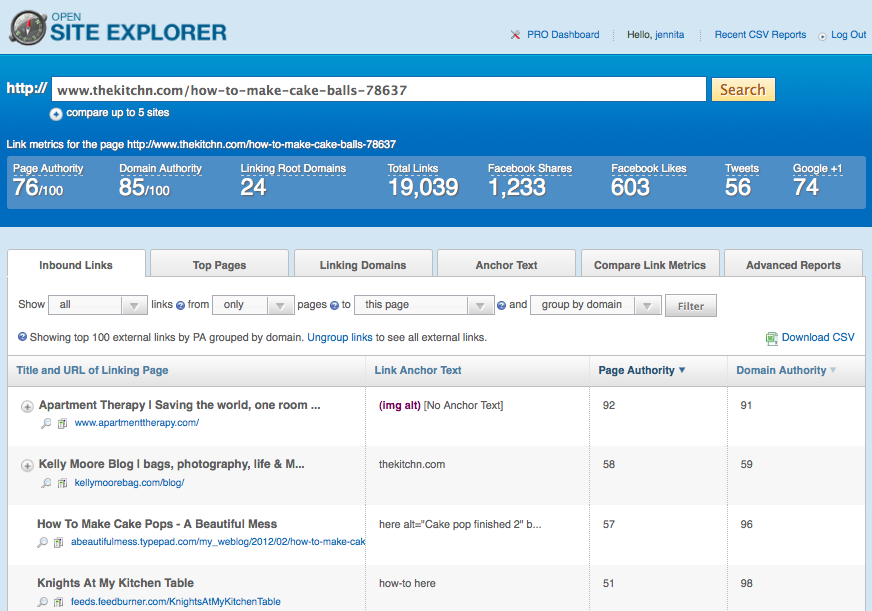 OPEN
SITE EXPLORER
PRO Dashboard
Hello, jennita
Recent CSV Reports
Log Out
http://
www.thekitchn.com/how-to-make-cake-balls-78637
Search
compare up to 5 sites
Link metrics for the page http://www.thekitchn.com/how-to-make-cake-balls-78637
Page Authority Domain Authority Linking Root Domains Total Links Facebook Shares Facebook Likes Tweets Google +1
76/100 85/100 24 19,039 1,233 603 56 74
Inbound Links Top Pages Linking Domains Anchor Text Compare Link Metrics Advanced Reports
Show all links ? from only pages ? to this page ? and group by domain Filter
? Showing top 100 external links by PA grouped by domain. Ungroup links to see all external links.
Download CSV
Title and URL of Linking Page Link Anchor Text Page Authority ▼ Domain Authority ▼
Apartment Therapy | Saving the world, one room ... (img alt) [No Anchor Text] 92 91
www.apartmenttherapy.com/
Kelly Moore Blog | bags, photography, life & M... thekitchn.com 58 59
kellymoorebag.com/blog/
How To Make Cake Pops - A Beautiful Mess here alt="Cake pop finished 2" b... 57 96
abeautifulmess.typepad.com/my_weblog/2012/02/how-to-make-cak
Knights At My Kitchen Table how-to here 51 98
feeds.feedburner.com/KnightsAtMyKitchenTable